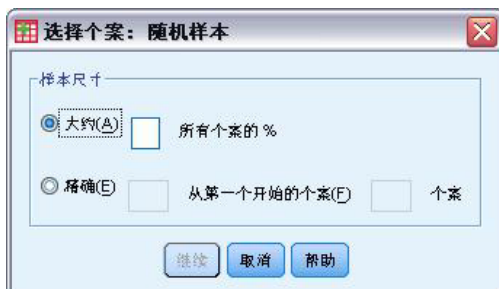 选择个案：随机样本
样本尺寸
大约(A) 所有个案的 %
精确(E) 从第一个开始的个案(F) 个案
继续 取消 帮助